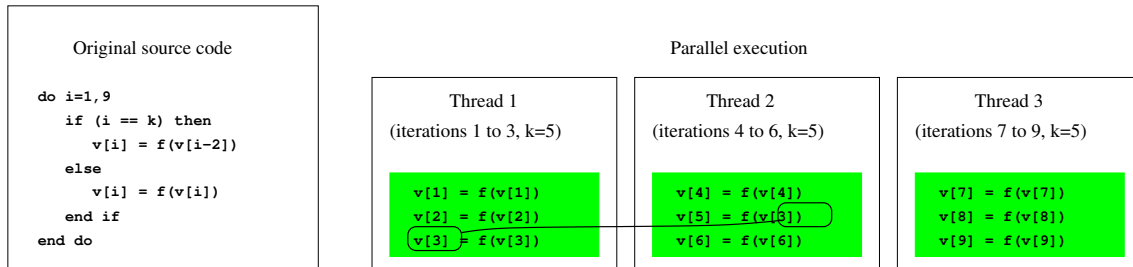 Original source code
do i=1,9
if (i == k) then
v[i] = f(v[i-2])
else
v[i] = f(v[i])
end if
end do
Parallel execution
Thread 1
(iterations 1 to 3, k=5)
v[1] = f(v[1])
v[2] = f(v[2])
v[3] = f(v[3])
Thread 2
(iterations 4 to 6, k=5)
v[4] = f(v[4])
v[5] = f(v[3])
v[6] = f(v[6])
Thread 3
(iterations 7 to 9, k=5)
v[7] = f(v[7])
v[8] = f(v[8])
v[9] = f(v[9])